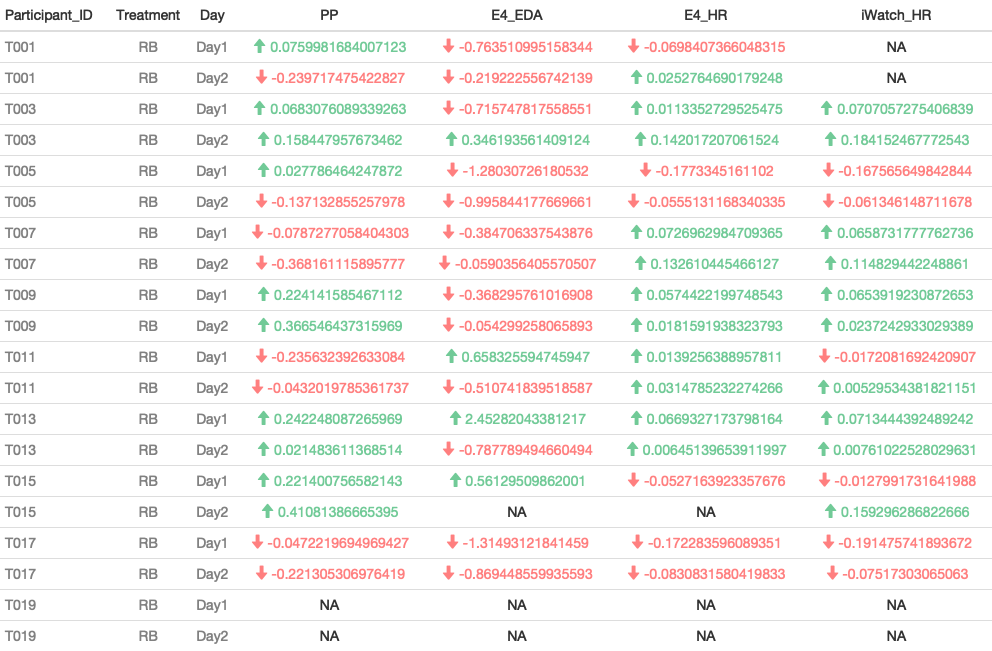 Participant_ID Treatment Day PP E4_EDA E4_HR iWatch_HR
T001 RB Day1 0.0759981684007123 -0.763510995158344 -0.0698407366048315 NA
T001 RB Day2 -0.239717475422827 -0.219222556742139 0.0252764690179248 NA
T003 RB Day1 0.0683076089339263 -0.715747817558551 0.0113352729525475 0.0707057275406839
T003 RB Day2 0.158447957673462 0.346193561409124 0.142017207061524 0.184152467772543
T005 RB Day1 0.027786464247872 -1.28030726180532 -0.1773345161102 -0.167565649842844
T005 RB Day2 -0.137132855257978 -0.995844177669661 -0.0555131168340335 -0.061346148711678
T007 RB Day1 -0.0787277058404303 -0.384706337543876 0.0726962984709365 0.0658731777762736
T007 RB Day2 -0.368161115895777 -0.0590356405570507 0.132610445466127 0.114829442248861
T009 RB Day1 0.224141585467112 -0.368295761016908 0.0574422199748543 0.0653919230872653
T009 RB Day2 0.366546437315969 -0.054299258065893 0.0181591938323793 0.0237242933029389
T011 RB Day1 -0.235632392633084 0.658325594745947 0.0139256388957811 -0.0172081692420907
T011 RB Day2 -0.0432019785361737 -0.510741839518587 0.0314785232274266 0.00529534381821151
T013 RB Day1 0.242248087265969 2.45282043381217 0.0669327173798164 0.0713444392489242
T013 RB Day2 0.021483611368514 -0.787789494660494 0.00645139653911997 0.00761022528029631
T015 RB Day1 0.221400756582143 0.56129509862001 -0.0527163923357676 -0.0127991731641988
T015 RB Day2 0.41081386665395 NA NA 0.159296286822666
T017 RB Day1 -0.0472219694969427 -1.31493121841459 -0.172283596089351 -0.191475741893672
T017 RB Day2 -0.221305306976419 -0.869448559935593 -0.0830831580419833 -0.07517303065063
T019 RB Day1 NA NA NA NA
T019 RB Day2 NA NA NA NA